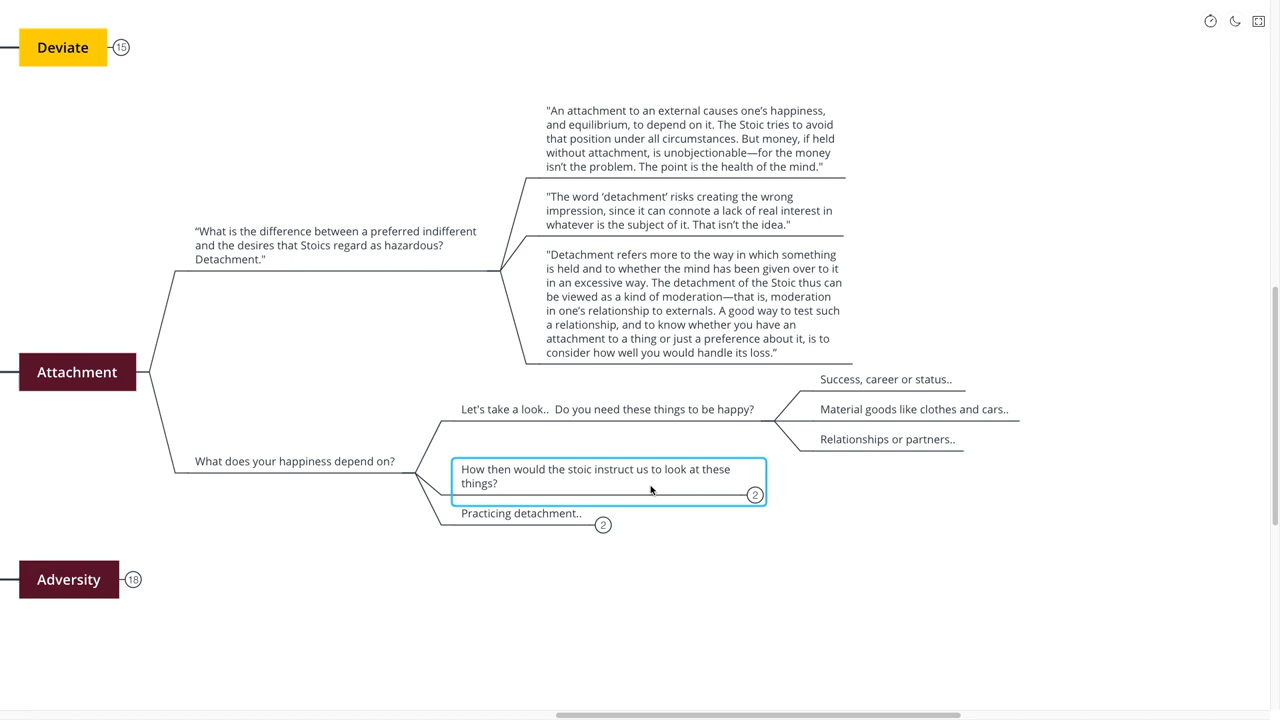 Deviate
15
"An attachment to an external causes one’s happiness,
and equilibrium, to depend on it. The Stoic tries to avoid
that position under all circumstances. But money, if held
without attachment, is unobjectionable—for the money
isn’t the problem. The point is the health of the mind."
"The word ‘detachment’ risks creating the wrong
impression, since it can connote a lack of real interest in
whatever is the subject of it. That isn’t the idea."
“What is the difference between a preferred indifferent
and the desires that Stoics regard as hazardous?
Detachment."
"Detachment refers more to the way in which something
is held and to whether the mind has been given over to it
in an excessive way. The detachment of the Stoic thus can
be viewed as a kind of moderation—that is, moderation
in one’s relationship to externals. A good way to test such
a relationship, and to know whether you have an
attachment to a thing or just a preference about it, is to
consider how well you would handle its loss.”
Attachment
Success, career or status..
Let's take a look..  Do you need these things to be happy?
Material goods like clothes and cars..
Relationships or partners..
What does your happiness depend on?
How then would the stoic instruct us to look at these
things?
2
Practicing detachment..
2
Adversity
18